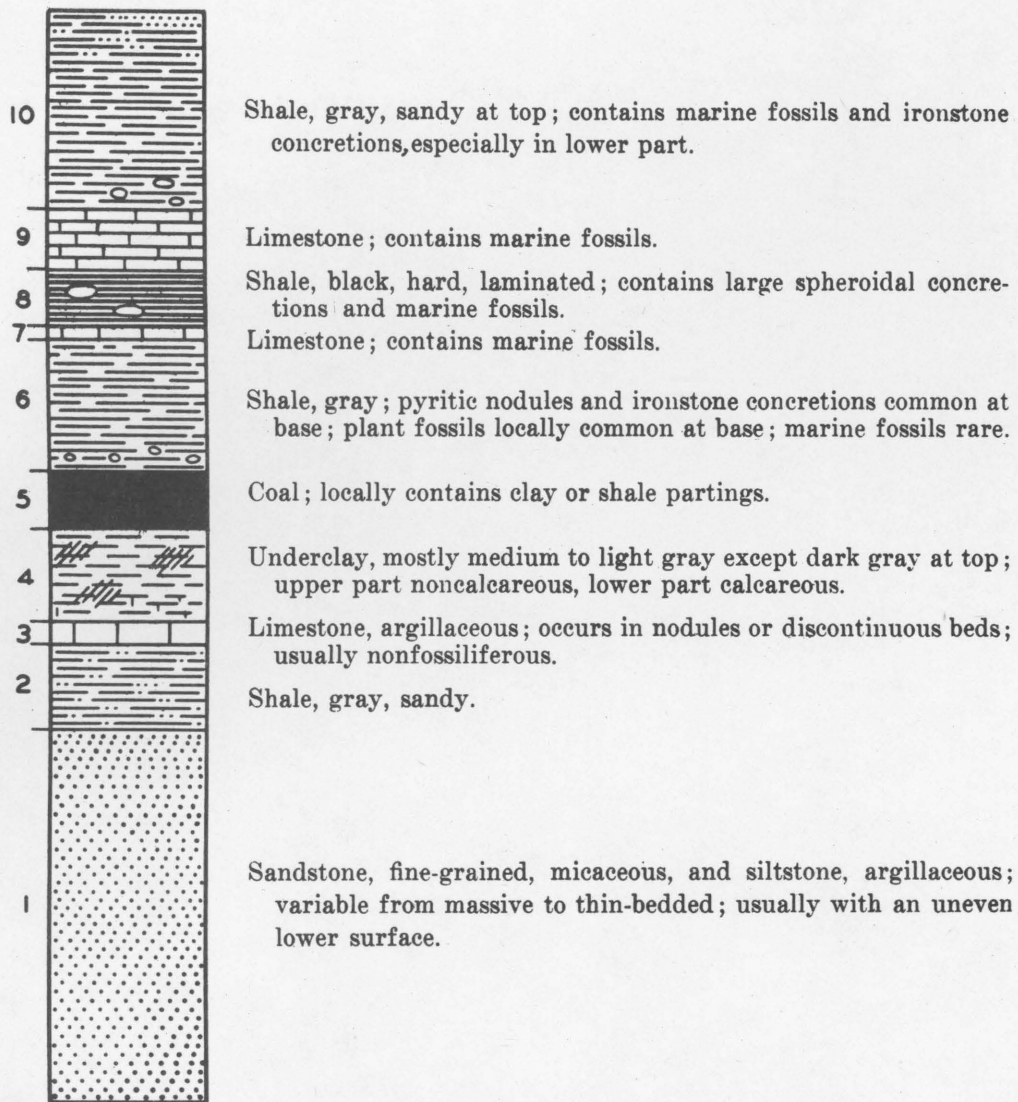 10
Shale, gray, sandy at top; contains marine fossils and ironstone
concretions, especially in lower part.
9
Limestone; contains marine fossils.
8
Shale, black, hard, laminated; contains large spheroidal concre-
tions and marine fossils.
7
Limestone; contains marine fossils.
6
Shale, gray; pyritic nodules and ironstone concretions common at
base; plant fossils locally common at base; marine fossils rare.
5
Coal; locally contains clay or shale partings.
4
Underclay, mostly medium to light gray except dark gray at top;
upper part noncalcareous, lower part calcareous.
3
Limestone, argillaceous; occurs in nodules or discontinuous beds;
usually nonfossiliferous.
2
Shale, gray, sandy.
1
Sandstone, fine-grained, micaceous, and siltstone, argillaceous;
variable from massive to thin-bedded; usually with an uneven
lower surface.